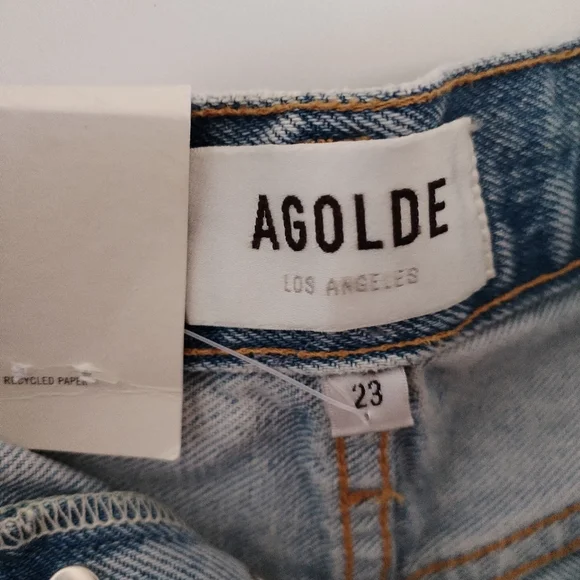 AGOLDE
LOS ANGELES
23
RECYCLED PAPER